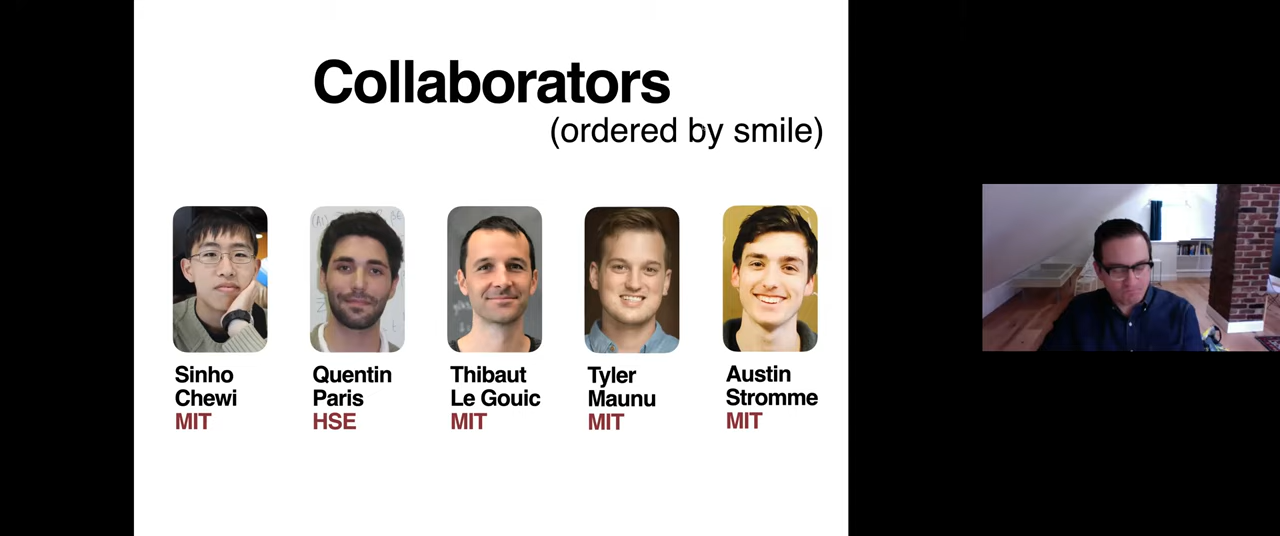 Collaborators
(ordered by smile)
Sinho
Chewi
MIT
Quentin
Paris
HSE
Thibaut
Le Gouic
MIT
Tyler
Maunu
MIT
Austin
Stromme
MIT